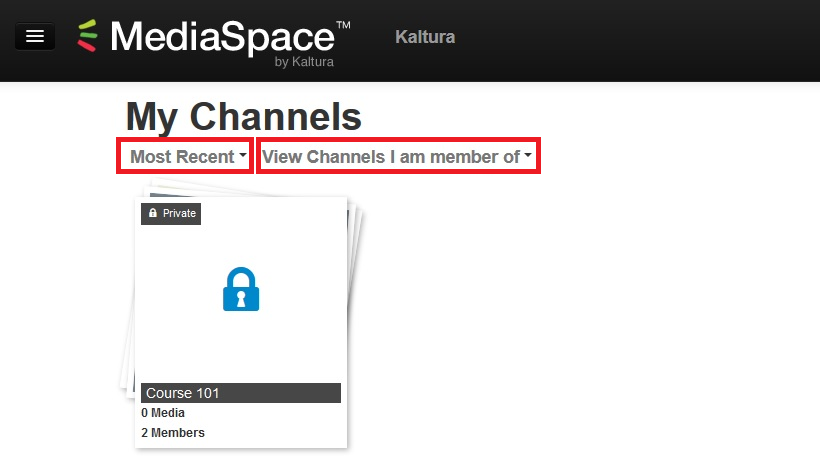 MediaSpace™
by Kaltura
Kaltura
My Channels
Most Recent
View Channels I am member of
Private
Course 101
0 Media
2 Members